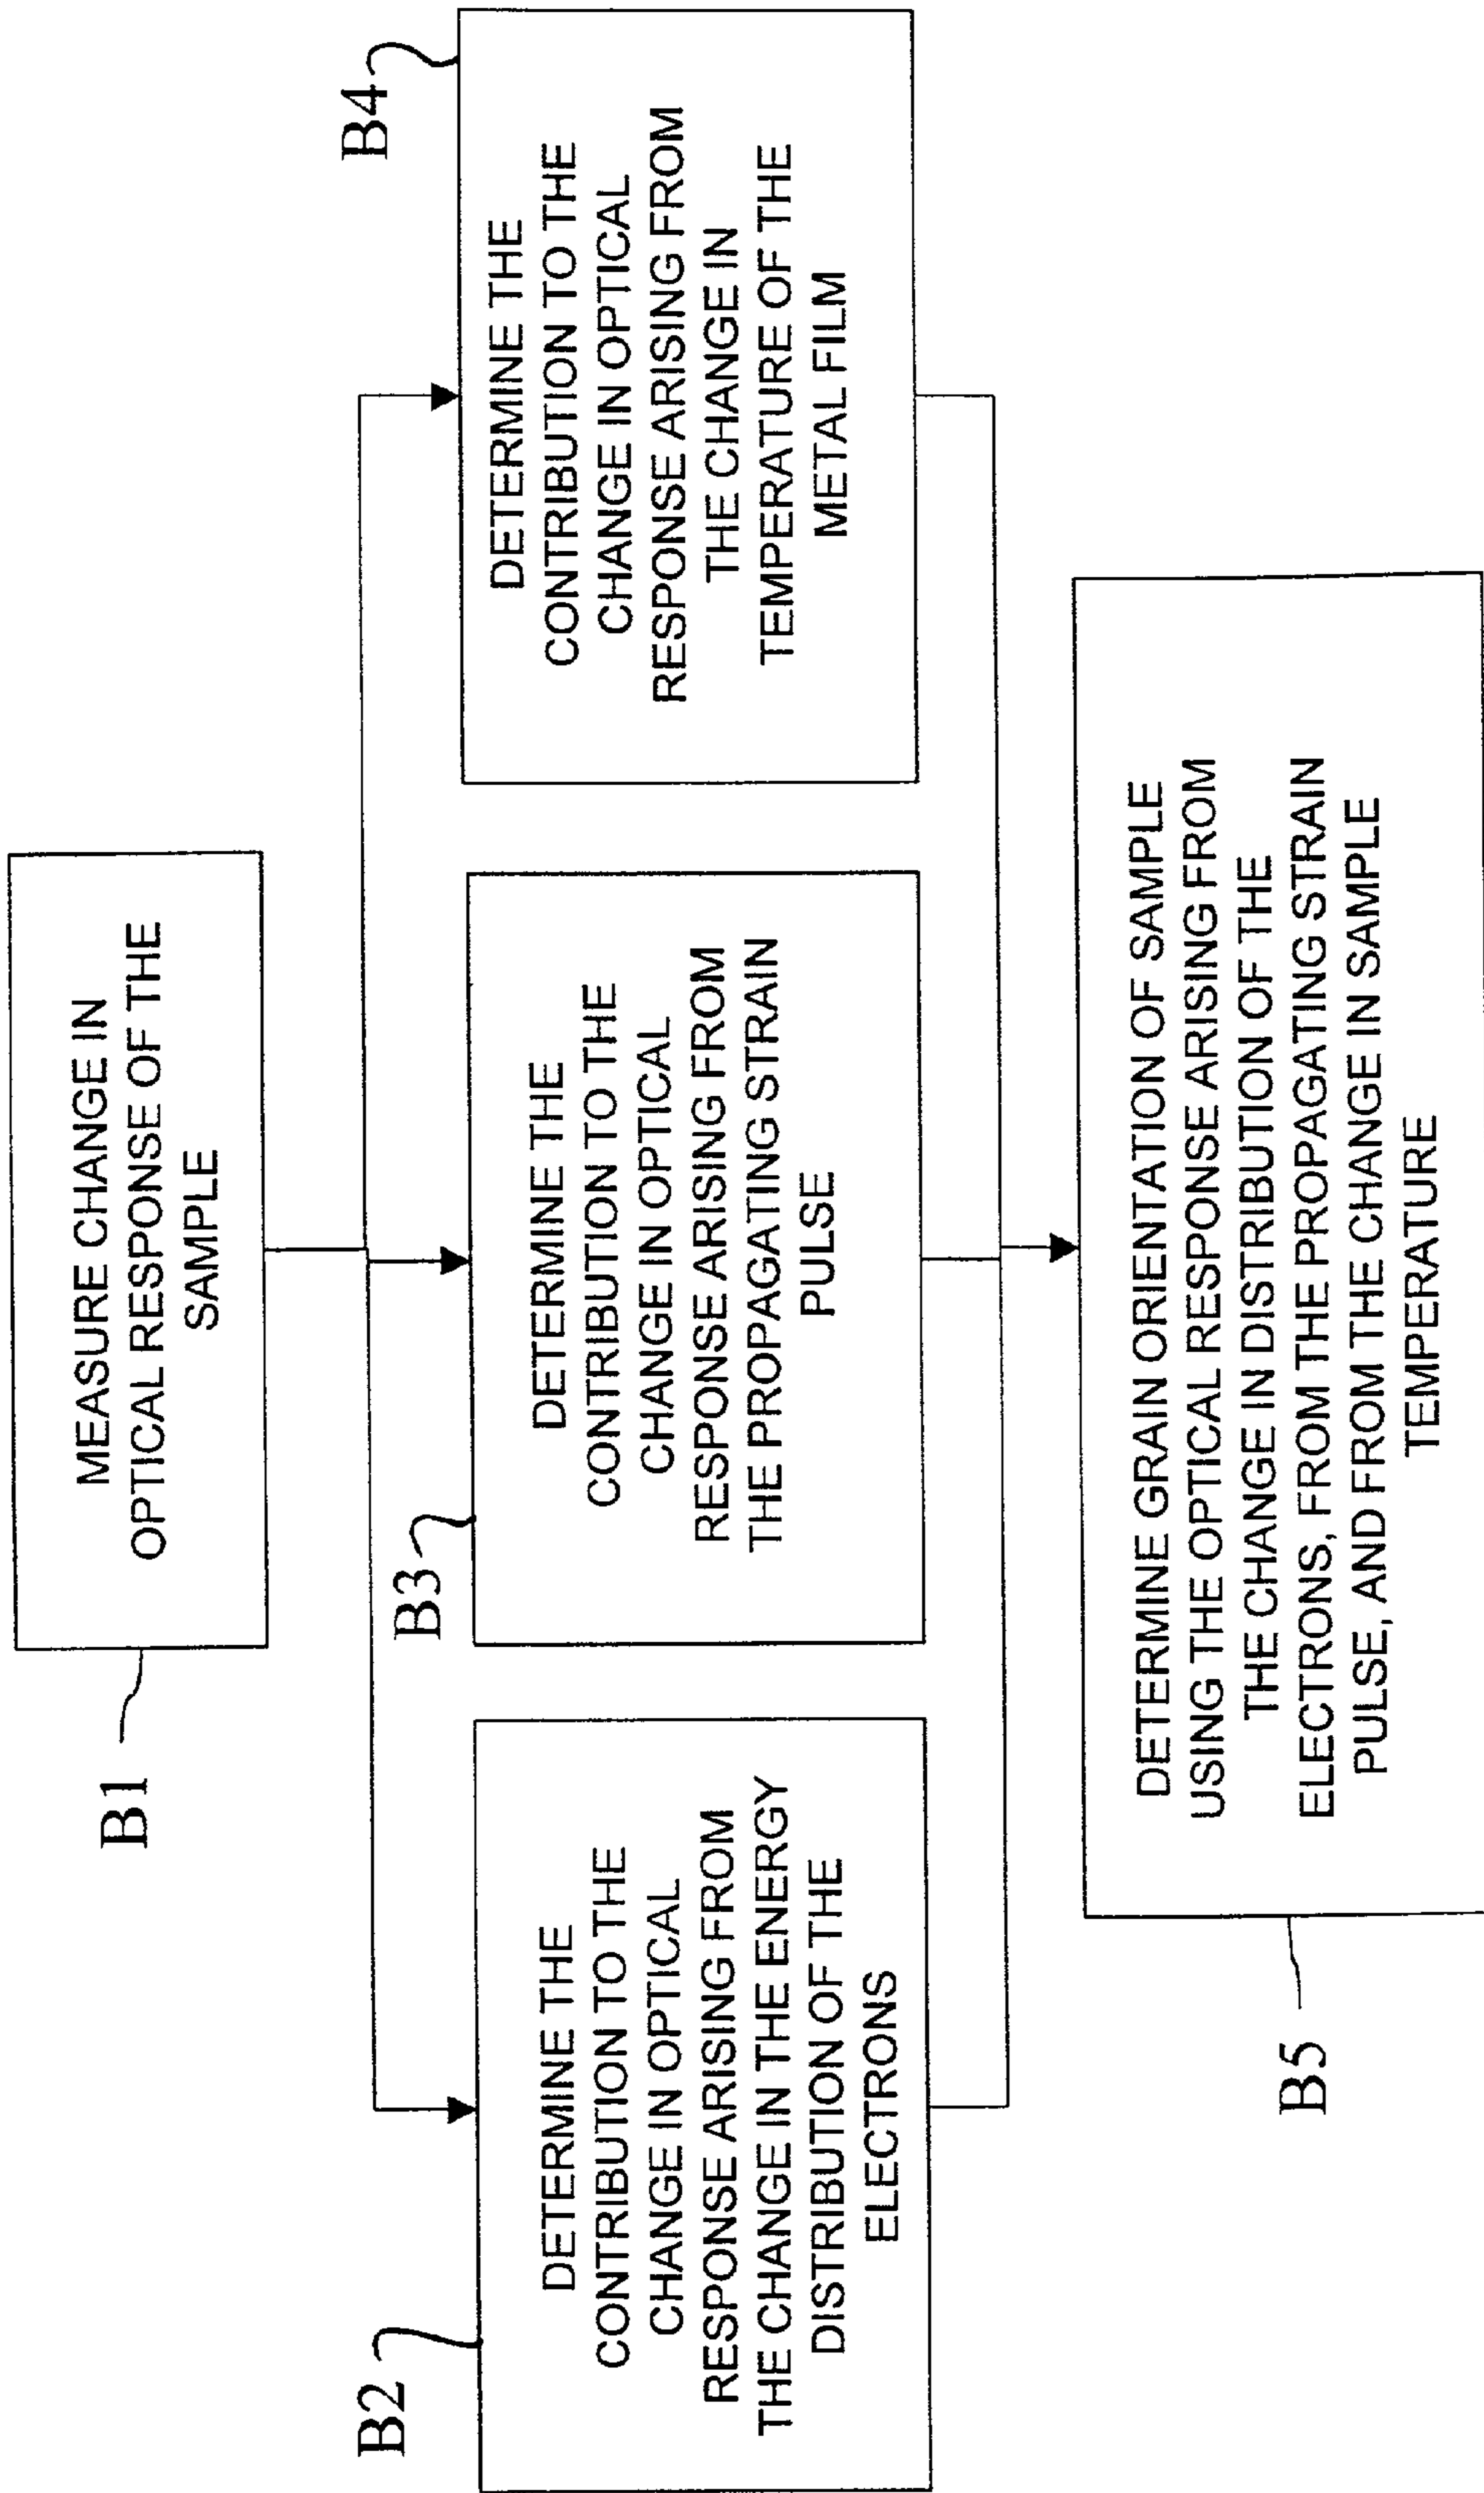 B1
MEASURE CHANGE IN
OPTICAL RESPONSE OF THE
SAMPLE
B2
DETERMINE THE
CONTRIBUTION TO THE
CHANGE IN OPTICAL
RESPONSE ARISING FROM
THE CHANGE IN THE ENERGY
DISTRIBUTION OF THE
ELECTRONS
B3
DETERMINE THE
CONTRIBUTION TO THE
CHANGE IN OPTICAL
RESPONSE ARISING FROM
THE PROPAGATING STRAIN
PULSE
B4
DETERMINE THE
CONTRIBUTION TO THE
CHANGE IN OPTICAL
RESPONSE ARISING FROM
THE CHANGE IN
TEMPERATURE OF THE
METAL FILM
B5
DETERMINE GRAIN ORIENTATION OF SAMPLE
USING THE OPTICAL RESPONSE ARISING FROM
THE CHANGE IN DISTRIBUTION OF THE
ELECTRONS, FROM THE PROPAGATING STRAIN
PULSE, AND FROM THE CHANGE IN SAMPLE
TEMPERATURE